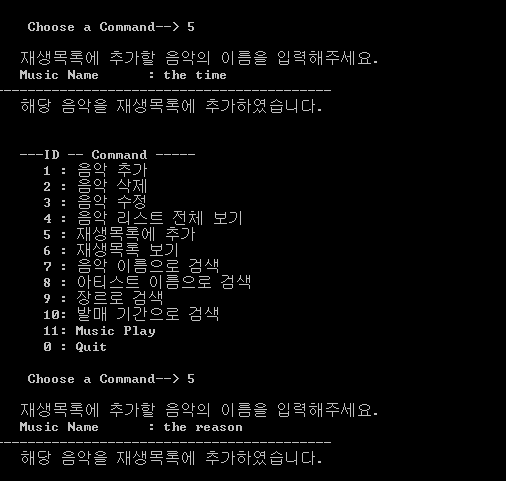 Choose a Command--> 5
재생목록에 추가할 음악의 이름을 입력해주세요.
Music Name      : the time
-----------------------------------------
해당 음악을 재생목록에 추가하였습니다.
---ID -- Command -----
1 : 음악 추가
2 : 음악 삭제
3 : 음악 수정
4 : 음악 리스트 전체 보기
5 : 재생목록에 추가
6 : 재생목록 보기
7 : 음악 이름으로 검색
8 : 아티스트 이름으로 검색
9 : 장르로 검색
10: 발매 기간으로 검색
11: Music Play
0 : Quit
Choose a Command--> 5
재생목록에 추가할 음악의 이름을 입력해주세요.
Music Name      : the reason
-----------------------------------------
해당 음악을 재생목록에 추가하였습니다.